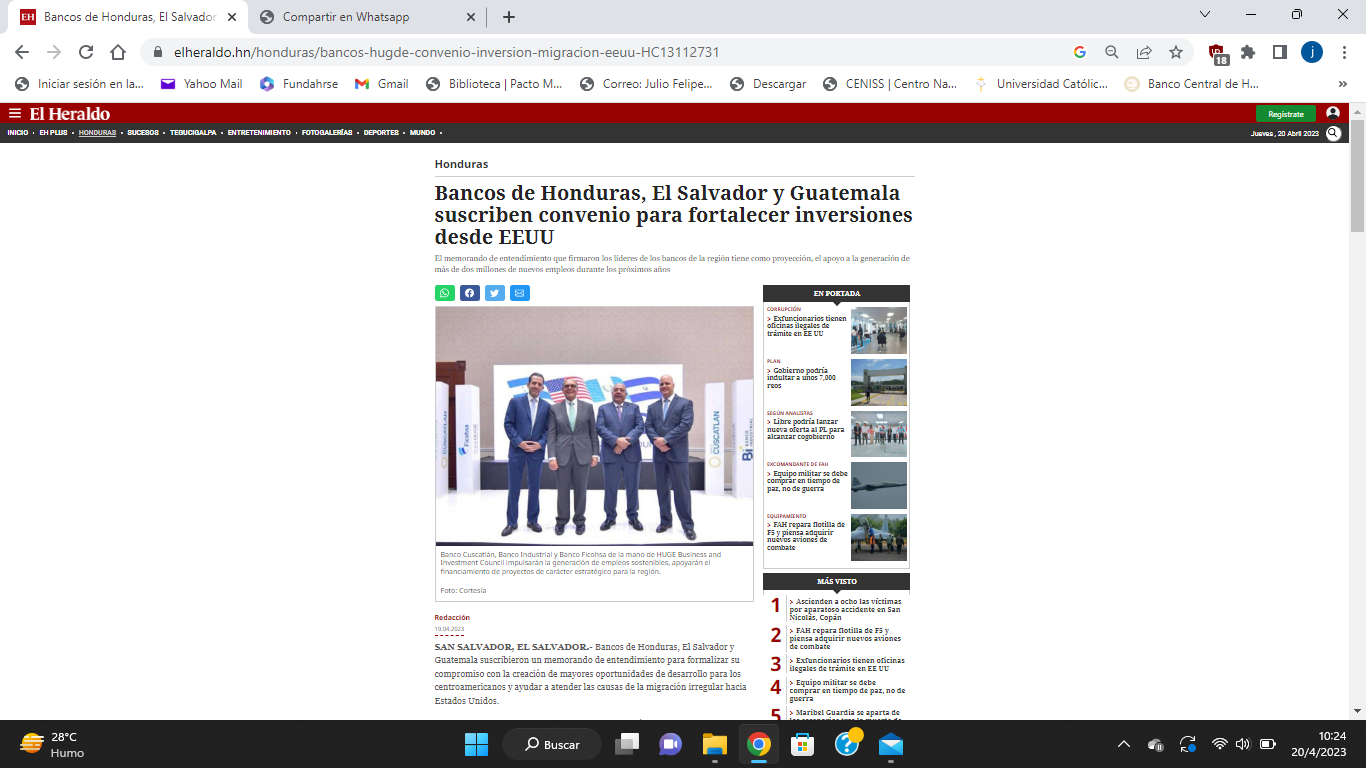 Bancos de Honduras, El Salvador
Compartir en Whatsapp
elheraldo.hn/honduras/bancos-hugde-convenio-inversion-migracion-eeuu-HC13112731
18
j
Iniciar sesión en la...
Yahoo Mail
Fundahrse
Gmail
Biblioteca | Pacto M...
Correo: Julio Felipe...
Descargar
CENISS | Centro Na...
Universidad Católic...
Banco Central de H...
»
El Heraldo
Regístrate
INICIO • EH PLUS • HONDURAS • SUCESOS • TEGUCIGALPA • ENTRETENIMIENTO • FOTOGALERÍAS • DEPORTES • MUNDO •
Jueves , 20 Abril 2023
Honduras
Bancos de Honduras, El Salvador y Guatemala
suscriben convenio para fortalecer inversiones
desde EEUU
El memorando de entendimiento que firmaron los líderes de los bancos de la región tiene como proyección, el apoyo a la generación de
más de dos millones de nuevos empleos durante los próximos años
CUSCATLAN
Ficohsa
CUSCATLAN
Bi BANCO INDUSTRIAL
Banco Cuscatlán, Banco Industrial y Banco Ficohsa de la mano de HUGE Business and
Investment Council impulsarán la generación de empleos sostenibles, apoyarán el
financiamiento de proyectos de carácter estratégico para la región.
Foto: Cortesía
Redacción
19.04.2023
SAN SALVADOR, EL SALVADOR.- Bancos de Honduras, El Salvador y
Guatemala suscribieron un memorando de entendimiento para formalizar su
compromiso con la creación de mayores oportunidades de desarrollo para los
centroamericanos y ayudar a atender las causas de la migración irregular hacia
Estados Unidos.
EN PORTADA
CORRUPCIÓN
> Exfuncionarios tienen
oficinas ilegales de
trámite en EE UU
PLAN
> Gobierno podría
indultar a unos 7,000
reos
SEGÚN ANALISTAS
> Libre podría lanzar
nueva oferta al PL para
alcanzar cogobierno
EXCOMANDANTE DE FAH
> Equipo militar se debe
comprar en tiempo de
paz, no de guerra
EQUIPAMIENTO
> FAH repara flotilla de
F5 y piensa adquirir
nuevos aviones de
combate
MÁS VISTO
1 > Ascienden a ocho las víctimas
por aparatoso accidente en San
Nicolás, Copán
2 > FAH repara flotilla de F5 y
piensa adquirir nuevos aviones
de combate
3 > Exfuncionarios tienen oficinas
ilegales de trámite en EE UU
4 > Equipo militar se debe
comprar en tiempo de paz, no de
guerra
5 > Maribel Guardia se aparta de
28°C
Humo
Buscar
10:24
20/4/2023